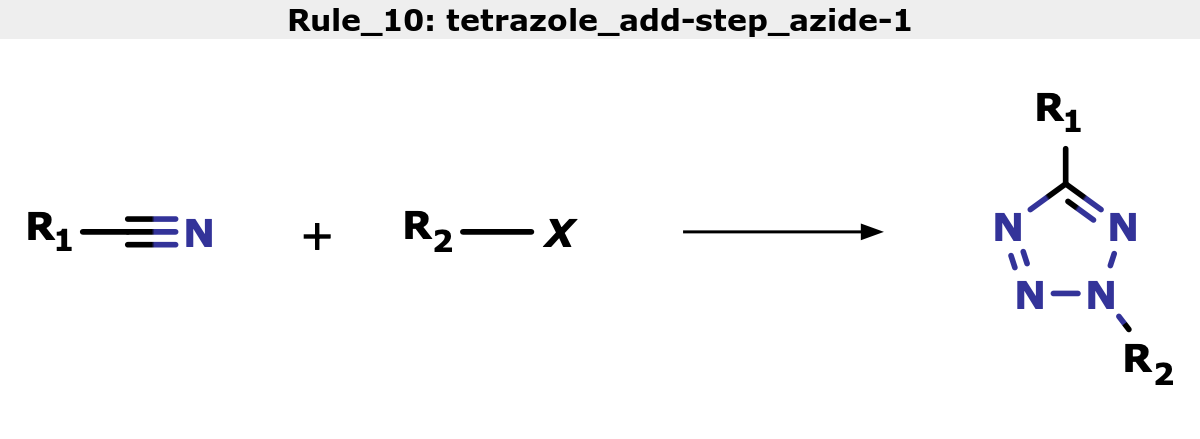 Rule_10: tetrazole_add-step_azide-1
R1 N + R2 X
R1
N N
N N
R2